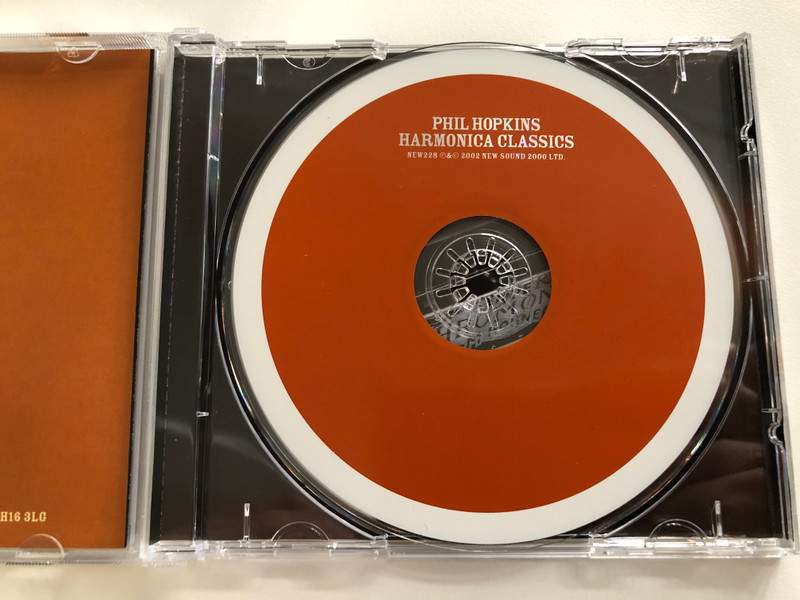 PHIL HOPKINS
HARMONICA CLASSICS
NEW228 ℗&© 2002 NEW SOUND 2000 LTD.
H16 3LG